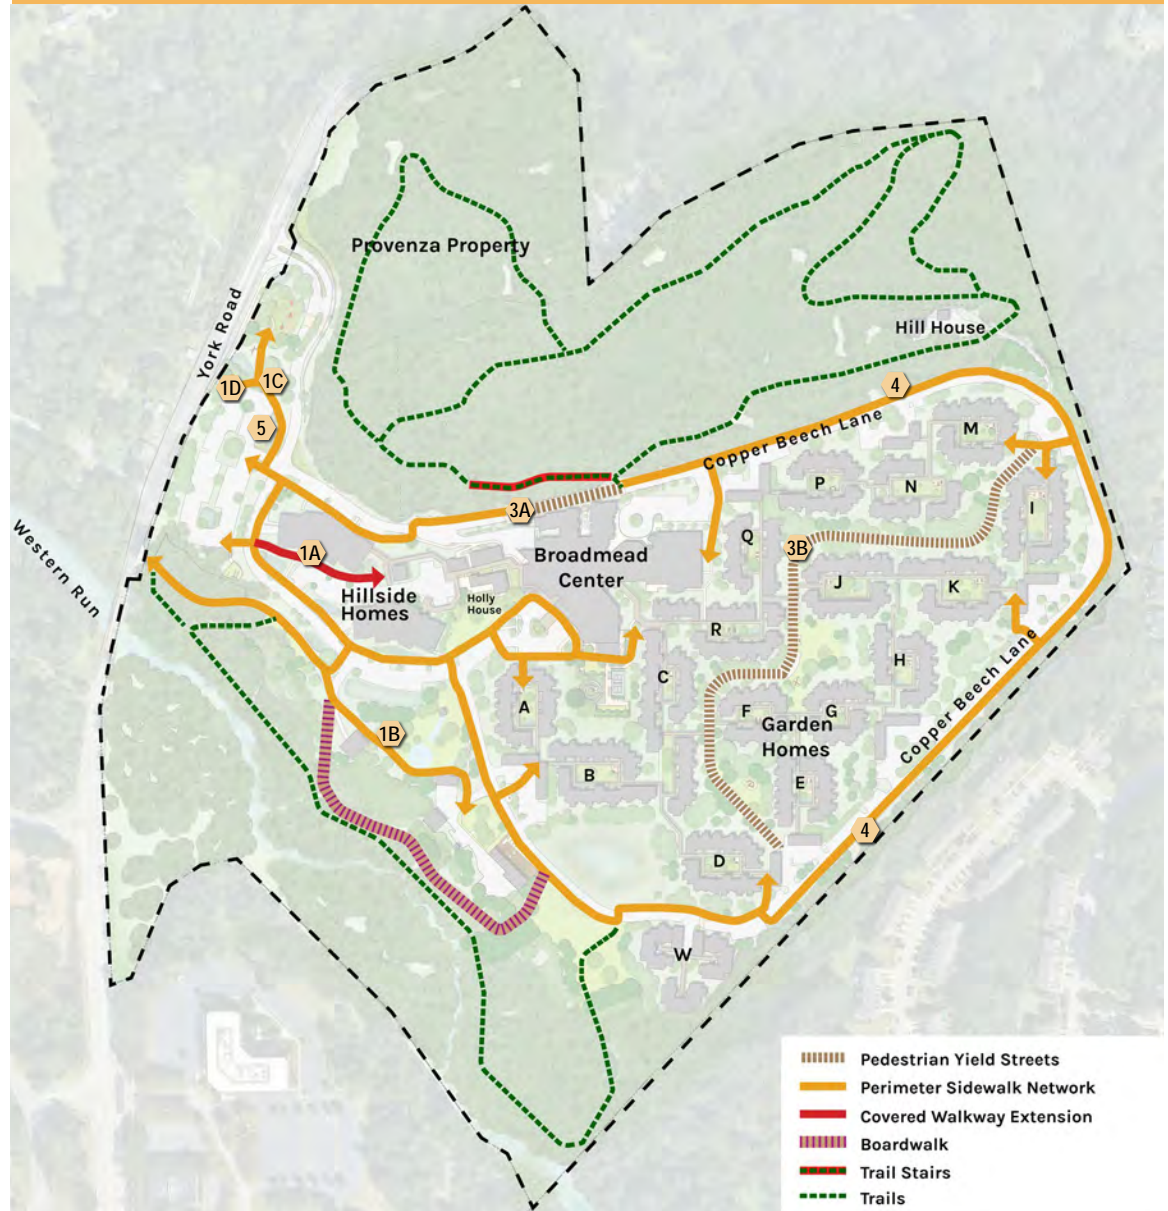 Provenza Property
York Road
Hill House
1D
1C
4
5
Copper Beech Lane
M
P
N
I
3A
Q
3B
Western Run
1A
Broadmead
Center
J
K
Hillside
Homes
Holly
House
R
H
C
A
F
G
Garden
Homes
1B
Copper Beech Lane
B
E
4
D
W
Pedestrian Yield Streets
Perimeter Sidewalk Network
Covered Walkway Extension
Boardwalk
Trail Stairs
Trails